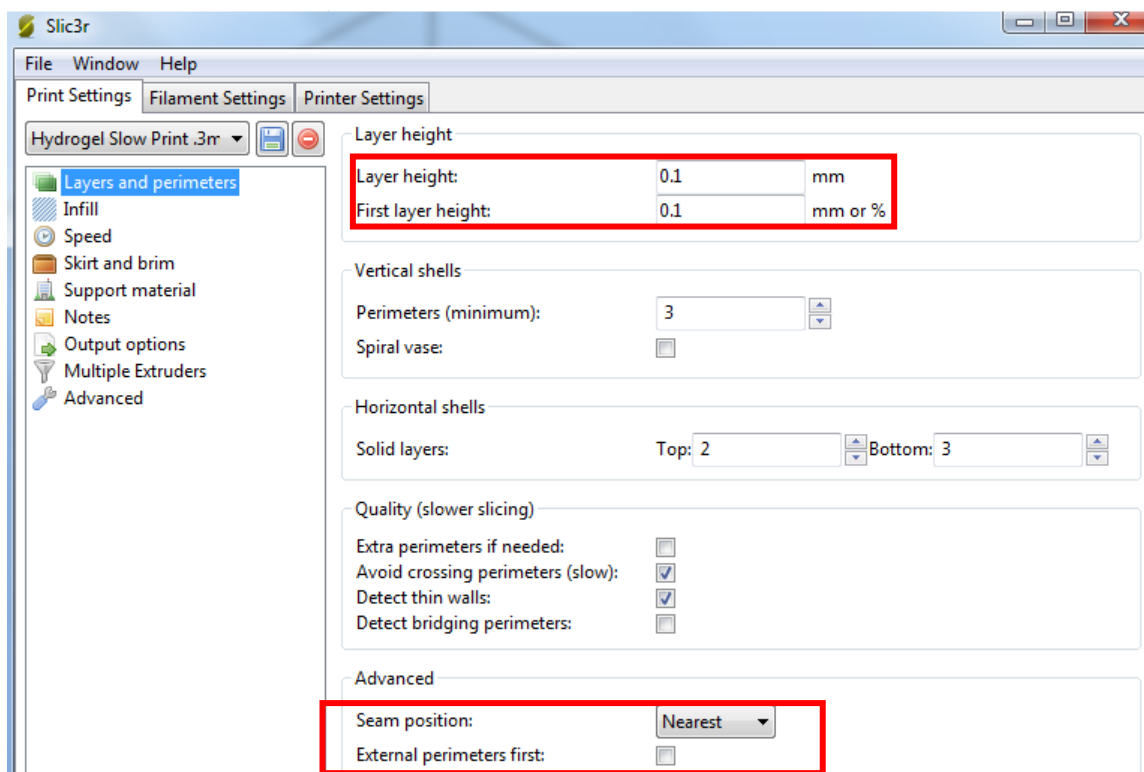 Slic3r
File Window Help
Print Settings Filament Settings Printer Settings
Hydrogel Slow Print .3m
Layers and perimeters
Infill
Speed
Skirt and brim
Support material
Notes
Output options
Multiple Extruders
Advanced
Layer height
Layer height: 0.1 mm
First layer height: 0.1 mm or %
Vertical shells
Perimeters (minimum): 3
Spiral vase:
Horizontal shells
Solid layers: Top: 2 Bottom: 3
Quality (slower slicing)
Extra perimeters if needed:
Avoid crossing perimeters (slow):
Detect thin walls:
Detect bridging perimeters:
Advanced
Seam position: Nearest
External perimeters first: